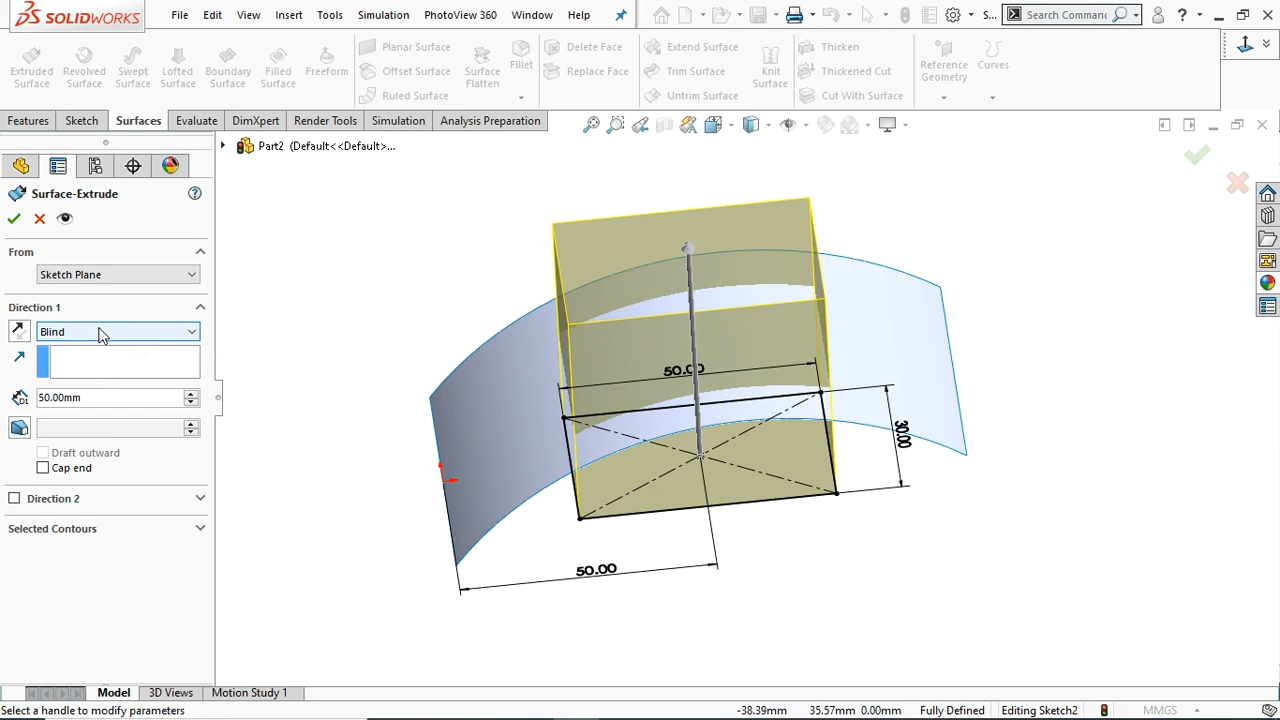 SOLIDWORKS File Edit View Insert Tools Simulation PhotoView 360 Window Help S... Search Comman ?
Extruded Surface
Revolved Surface
Swept Surface
Lofted Surface
Boundary Surface
Filled Surface
Freeform
Planar Surface
Offset Surface
Ruled Surface
Surface Flatten
Fillet
Delete Face
Replace Face
Extend Surface
Trim Surface
Untrim Surface
Knit Surface
Thicken
Thickened Cut
Cut With Surface
Reference Geometry
Curves
Features Sketch Surfaces Evaluate DimXpert Render Tools Simulation Analysis Preparation
Part2 (Default<<Default>...
Surface-Extrude
From
Sketch Plane
Direction 1
Blind
50.00mm
Draft outward
Cap end
Direction 2
Selected Contours
50.00
30.00
50.00
Model 3D Views Motion Study 1
Select a handle to modify parameters -38.39mm 35.57mm 0.00mm Fully Defined Editing Sketch2 MMGS